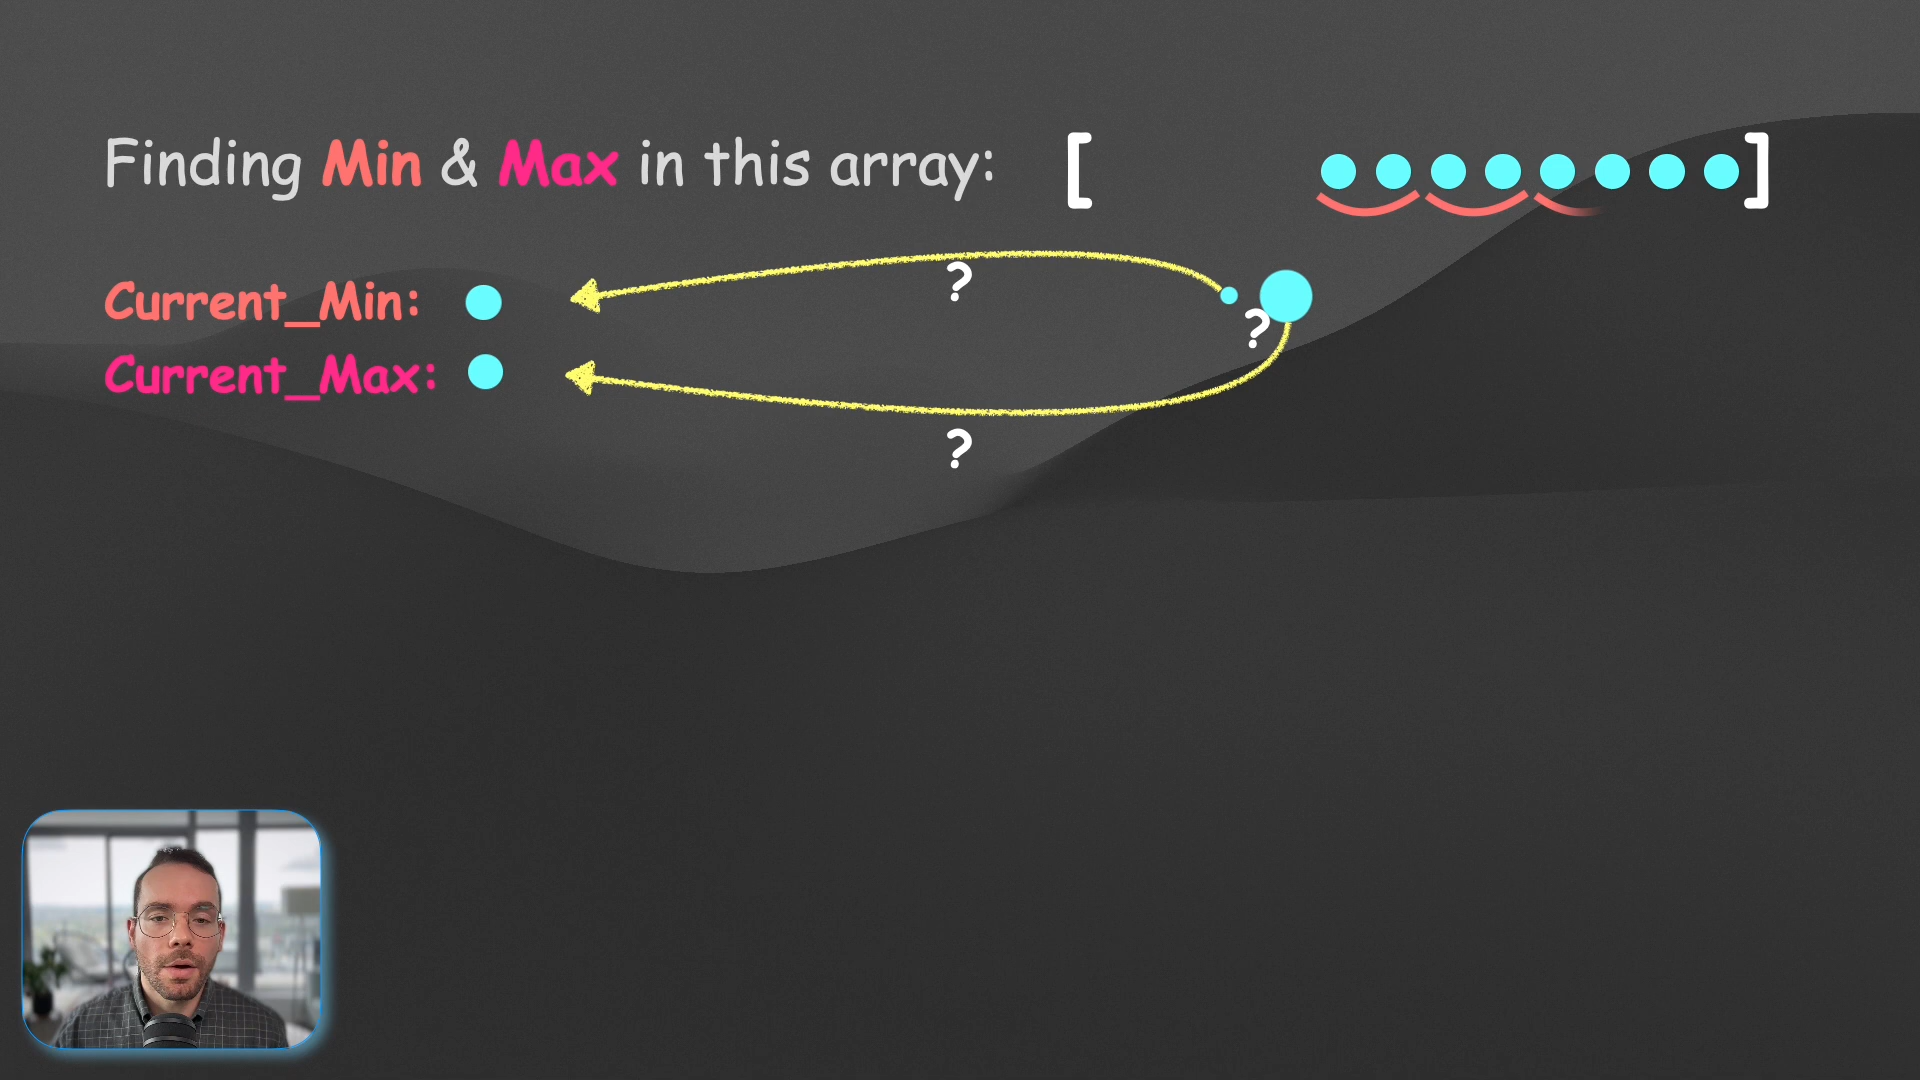 Finding Min & Max in this array: [ ]
?
Current_Min:
?
Current_Max:
?